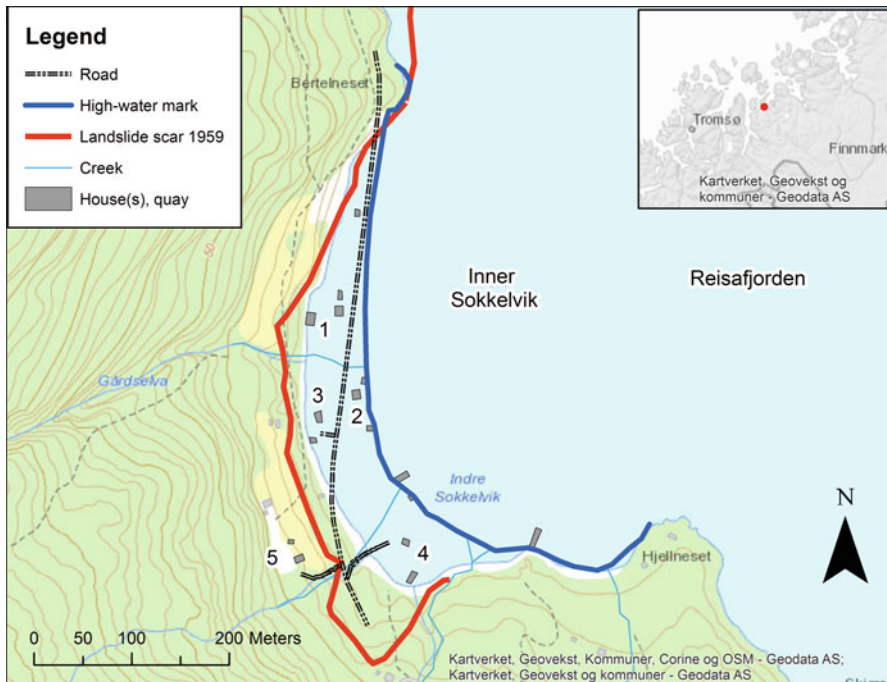 Legend
Road
High-water mark
Landslide scar 1959
Creek
House(s), quay
Bertelneset
50
Tromsø
Finnmark
Kartverket, Geovekst og
kommuner - Geodata AS
Inner
Sokkelvik
Reisafjorden
1
Gårdselva
3
2
Indre
Sokkelvik
N
5
4
Hjellneset
0 50 100 200 Meters
Kartverket, Geovekst, Kommuner, Corine og OSM - Geodata AS;
Kartverket, Geovekst og kommuner - Geodata AS